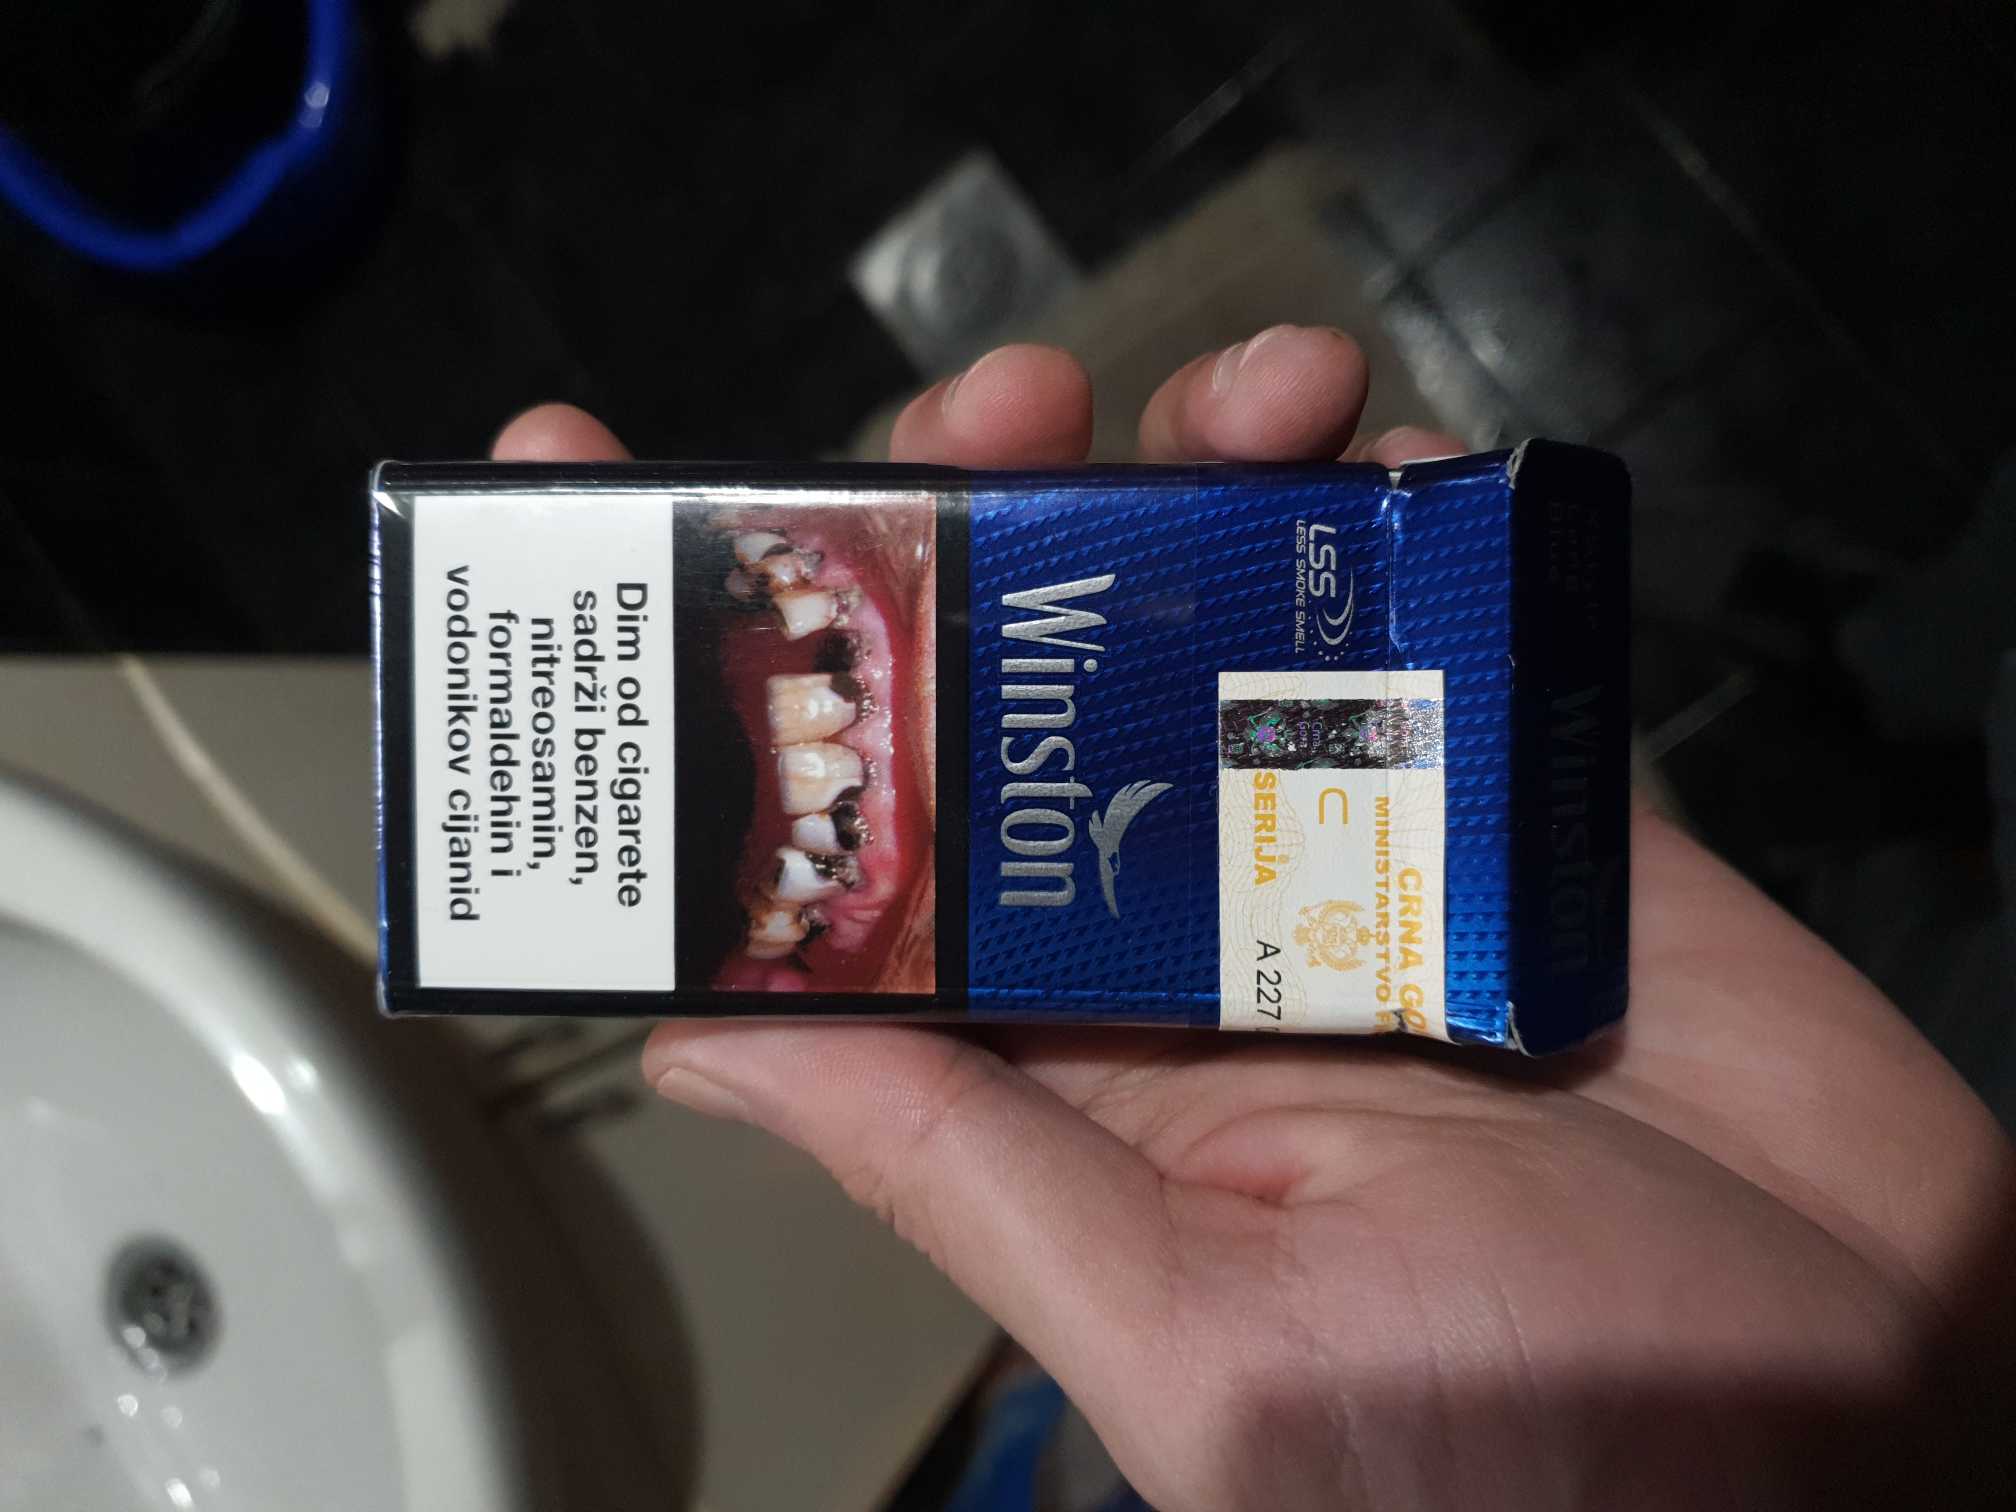 LSS
LESS SMOKE SMELL
CRNA GO
MINISTARSTVO F
C
SERIJA A 227
Winston
Dim od cigarete
sadrži benzen,
nitreosamin,
formaldehin i
vodonikov cijanid
Winston